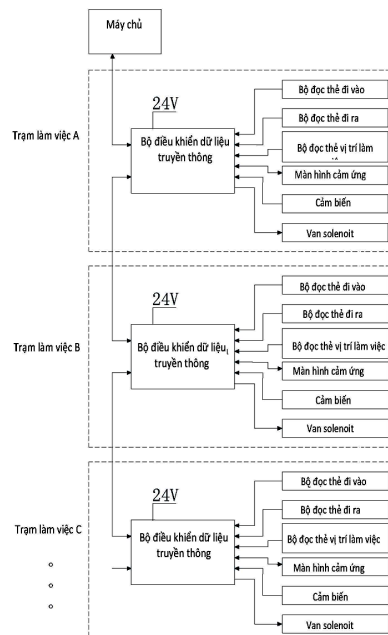 Máy chủ
Trạm làm việc A
24V
Bộ điều khiển dữ liệu
truyền thông
Bộ đọc thẻ đi vào
Bộ đọc thẻ đi ra
Bộ đọc thẻ vị trí làm
Màn hình cảm ứng
Cảm biến
Van solenoit
Trạm làm việc B
24V
Bộ điều khiển dữ liệu
truyền thông
Bộ đọc thẻ đi vào
Bộ đọc thẻ đi ra
Bộ đọc thẻ vị trí làm việc
Màn hình cảm ứng
Cảm biến
Van solenoit
Trạm làm việc C
24V
Bộ điều khiển dữ liệu
truyền thông
Bộ đọc thẻ đi vào
Bộ đọc thẻ đi ra
Bộ đọc thẻ vị trí làm việc
Màn hình cảm ứng
Cảm biến
Van solenoit